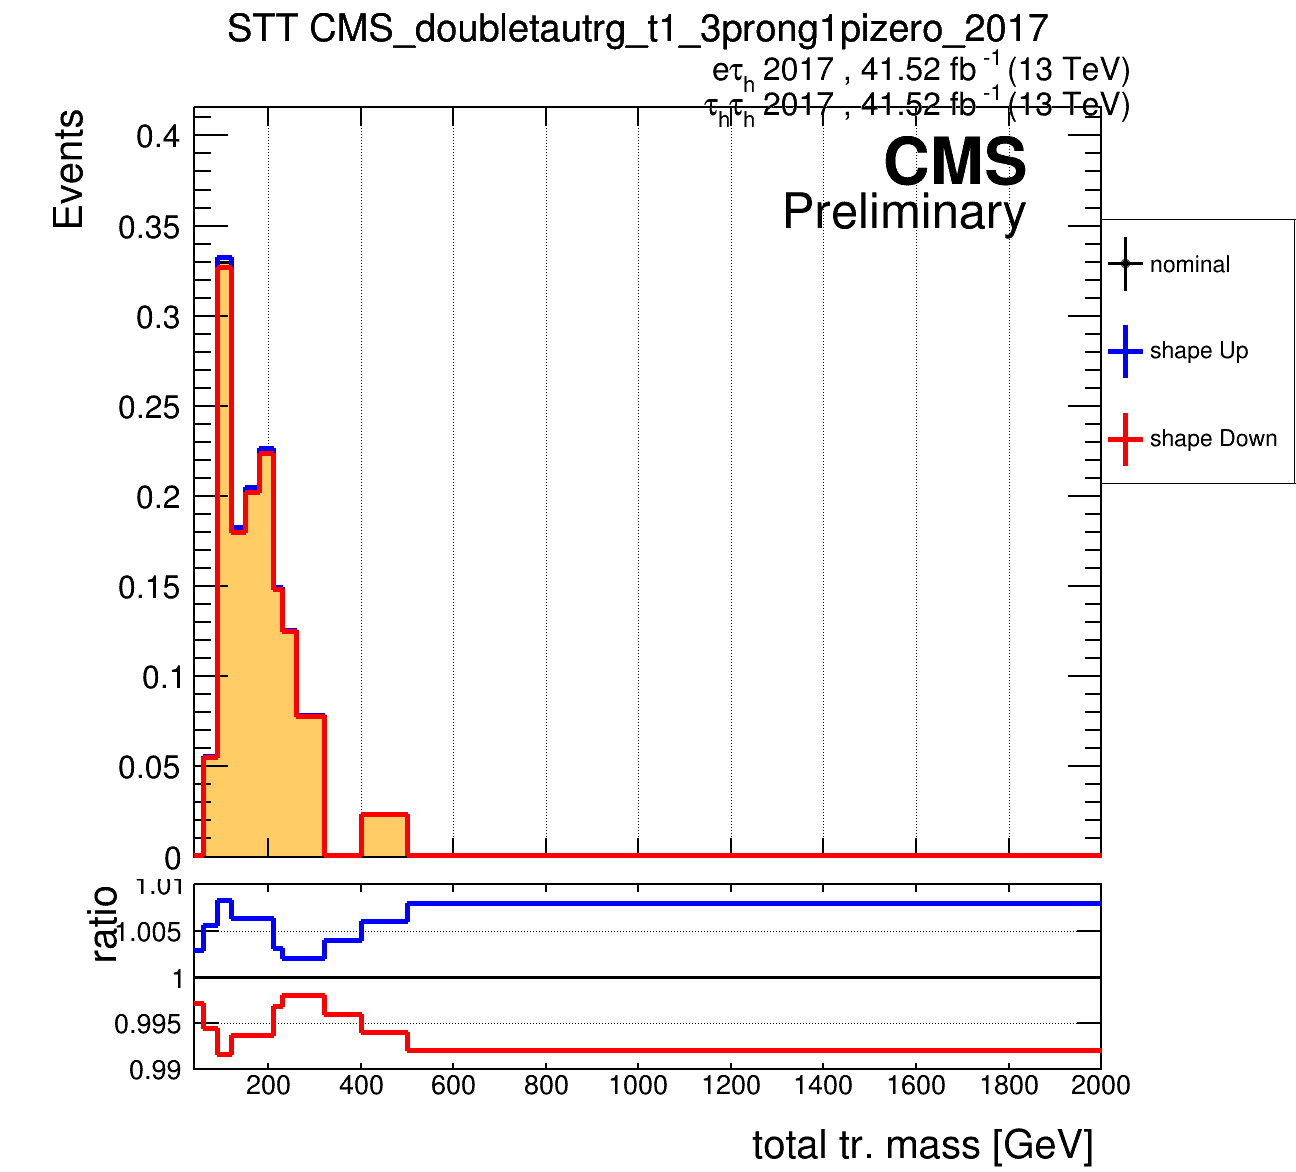 STT CMS_doubletautrg_t1_3prong1pizero_2017
eτh 2017 , 41.52 fb -1 (13 TeV)
τhτh 2017 , 41.52 fb -1 (13 TeV)
CMS
Preliminary
Events
0.4
0.35
0.3
0.25
0.2
0.15
0.1
0.05
0
nominal
shape Up
shape Down
ratio
1.01
1.005
1
0.995
0.99
200 400 600 800 1000 1200 1400 1600 1800 2000
total tr. mass [GeV]